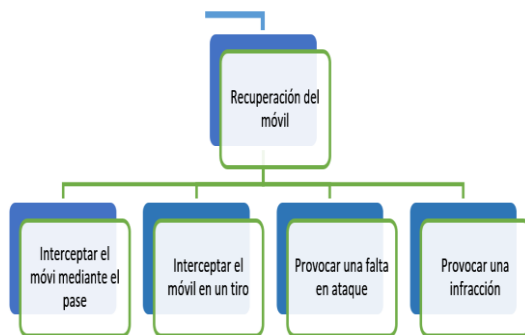 Recuperación del
móvil
Interceptar el
móvi mediante el
pase
Interceptar el
móvil en un tiro
Provocar una falta
en ataque
Provocar una
infracción